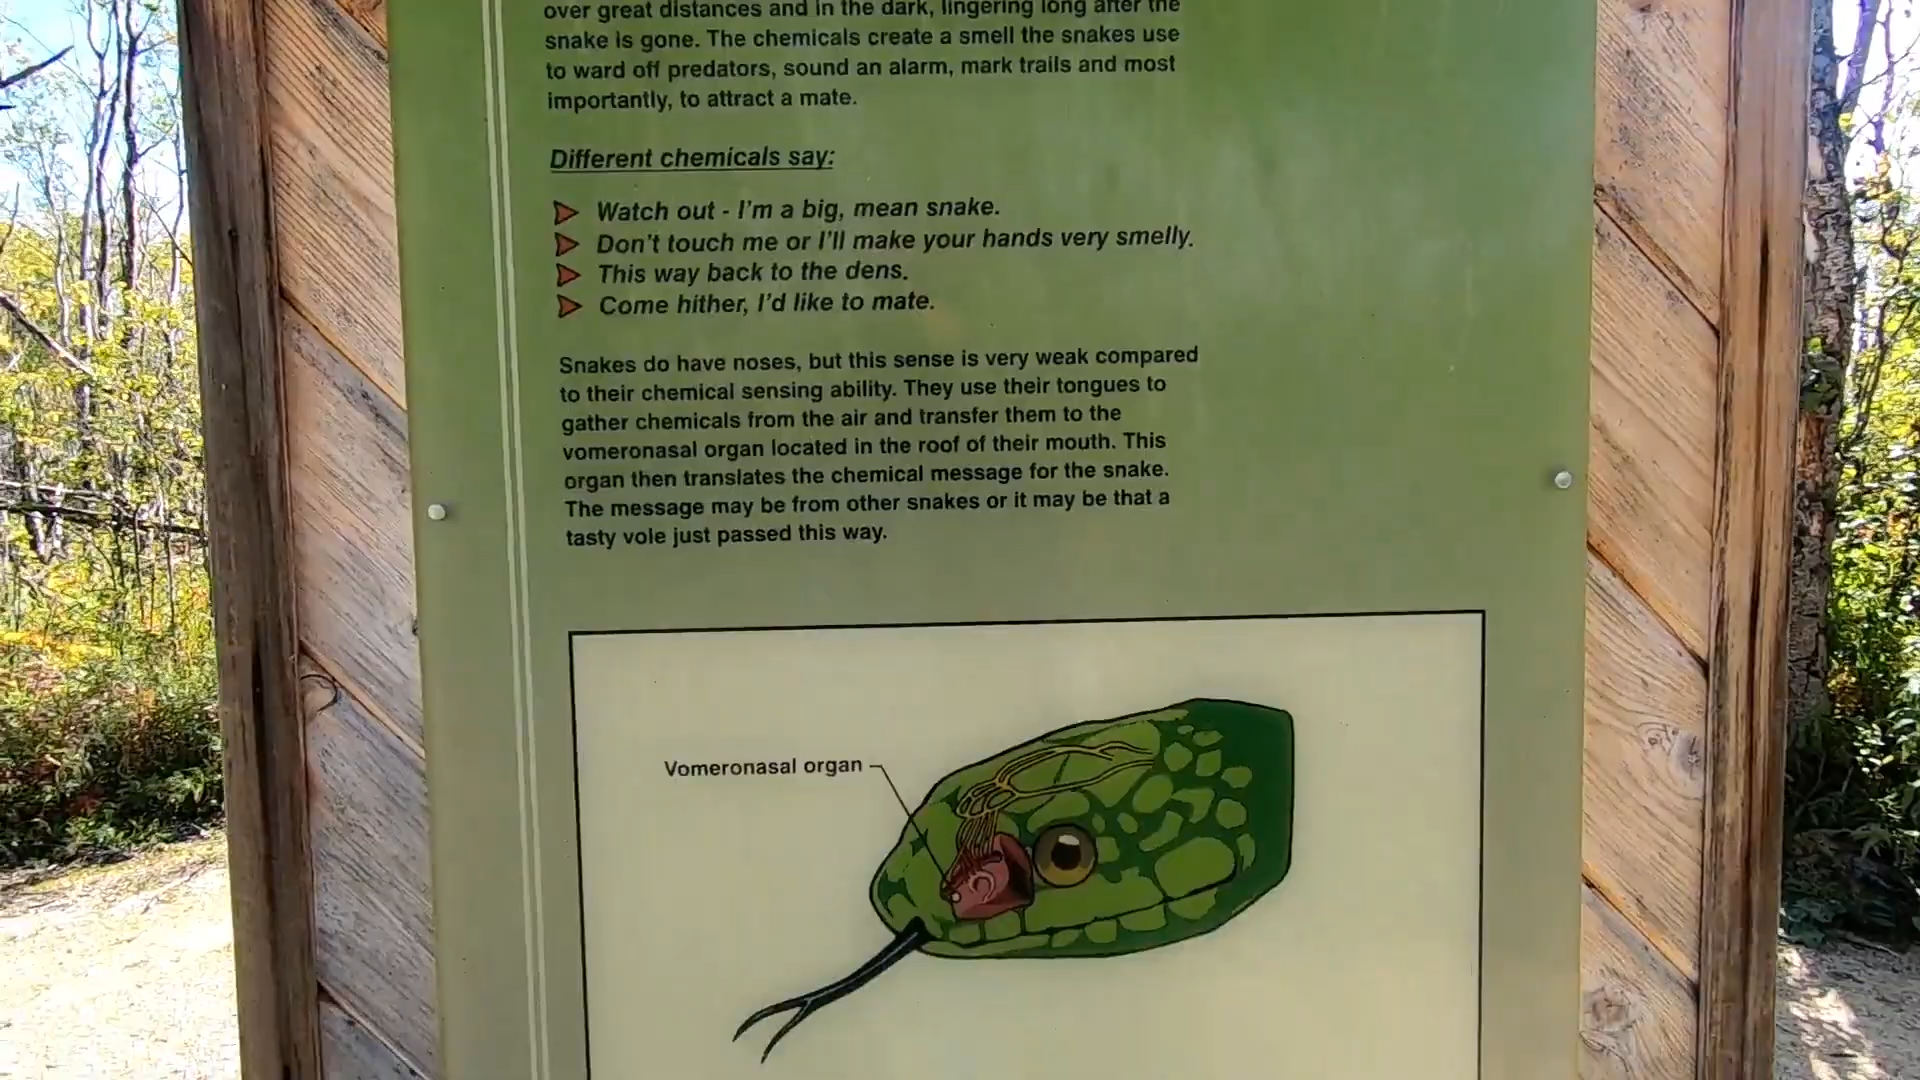 over great distances and in the dark, lingering long after the
snake is gone. The chemicals create a smell the snakes use
to ward off predators, sound an alarm, mark trails and most
importantly, to attract a mate.
Different chemicals say:
Watch out - I'm a big, mean snake.
Don't touch me or I'll make your hands very smelly.
This way back to the dens.
Come hither, I'd like to mate.
Snakes do have noses, but this sense is very weak compared
to their chemical sensing ability. They use their tongues to
gather chemicals from the air and transfer them to the
vomeronasal organ located in the roof of their mouth. This
organ then translates the chemical message for the snake.
The message may be from other snakes or it may be that a
tasty vole just passed this way.
Vomeronasal organ